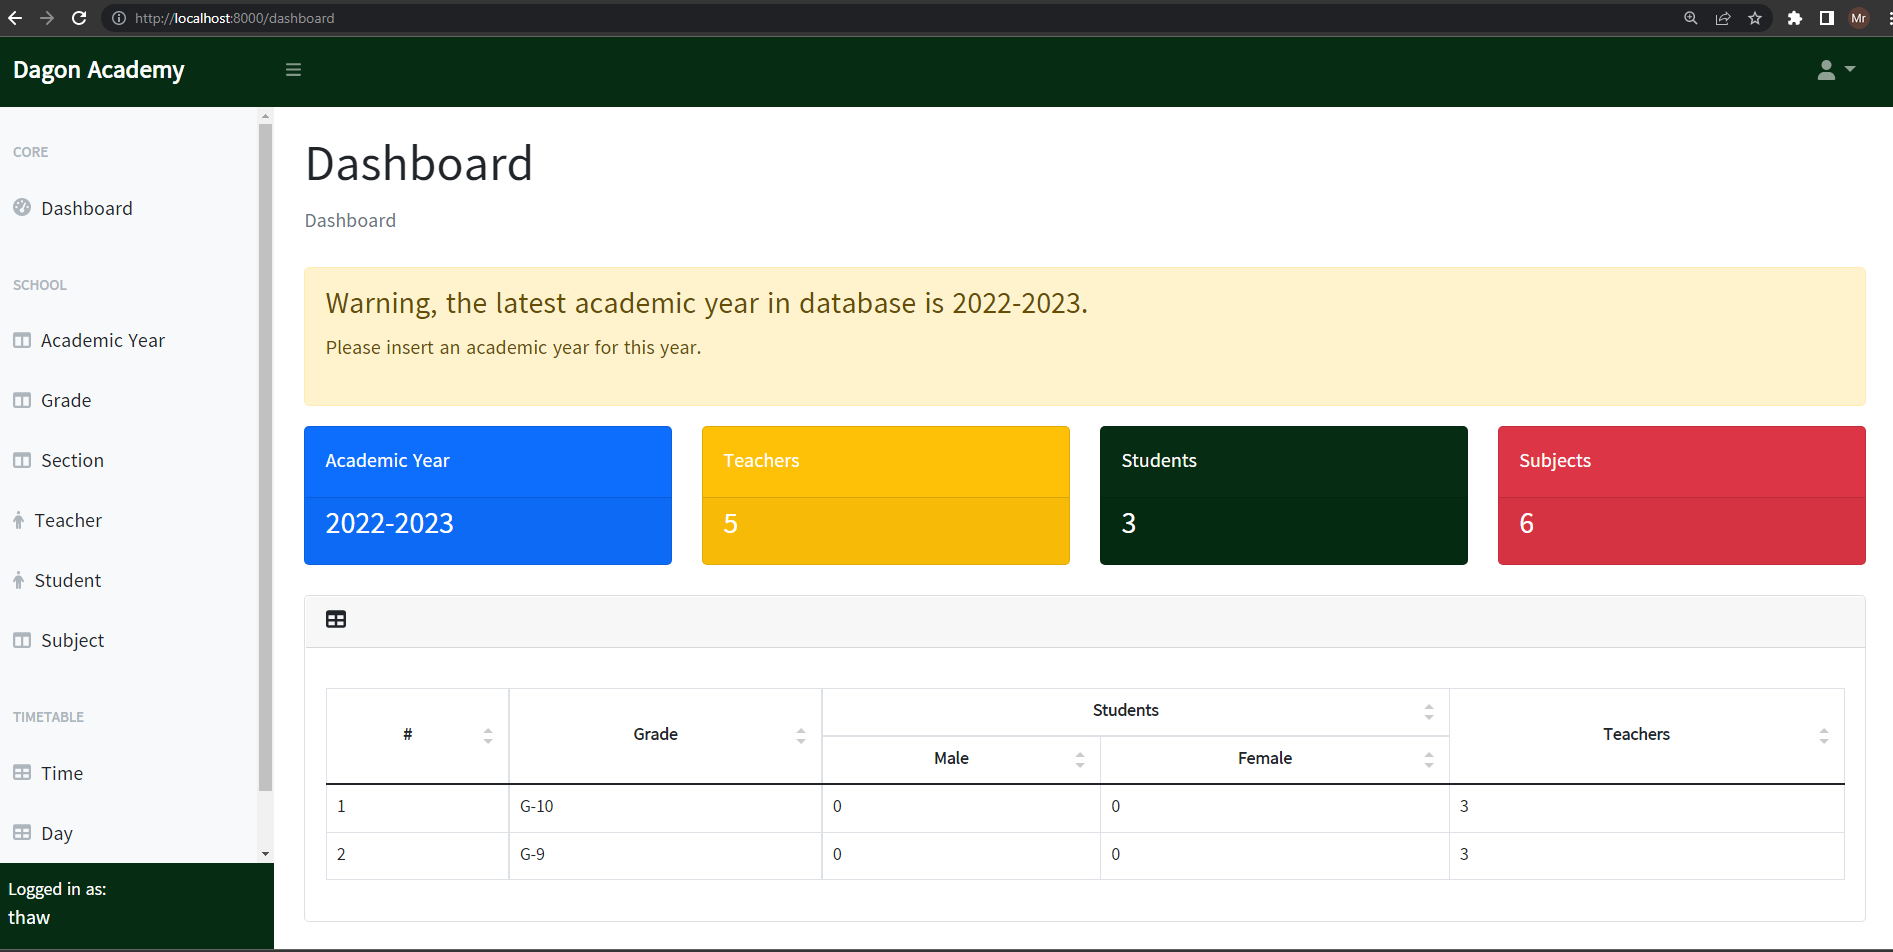 http://localhost:8000/dashboard
Mr
Dagon Academy
CORE
Dashboard
SCHOOL
Academic Year
Grade
Section
Teacher
Student
Subject
TIMETABLE
Time
Day
Logged in as:
thaw
Dashboard
Dashboard
Warning, the latest academic year in database is 2022-2023.
Please insert an academic year for this year.
Academic Year
2022-2023
Teachers
5
Students
3
Subjects
6
# Grade Students Teachers
Male Female
1 G-10 0 0 3
2 G-9 0 0 3